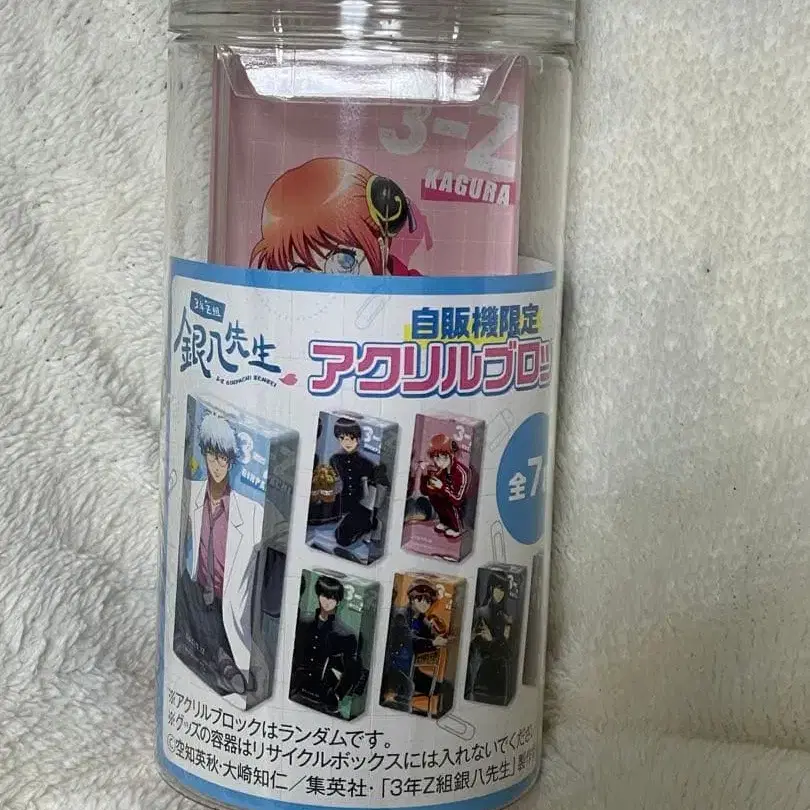 3-Z
KAGURA
3年Z組
銀八先生
3-Z GINPACHI SENSEI
自販機限定
アクリルブロッ
全7
※アクリルブロックはランダムです。
※グッズの容器はリサイクルボックスには入れないでくださ
©空知英秋・大崎知仁/集英社・「3年Z組銀八先生」製作